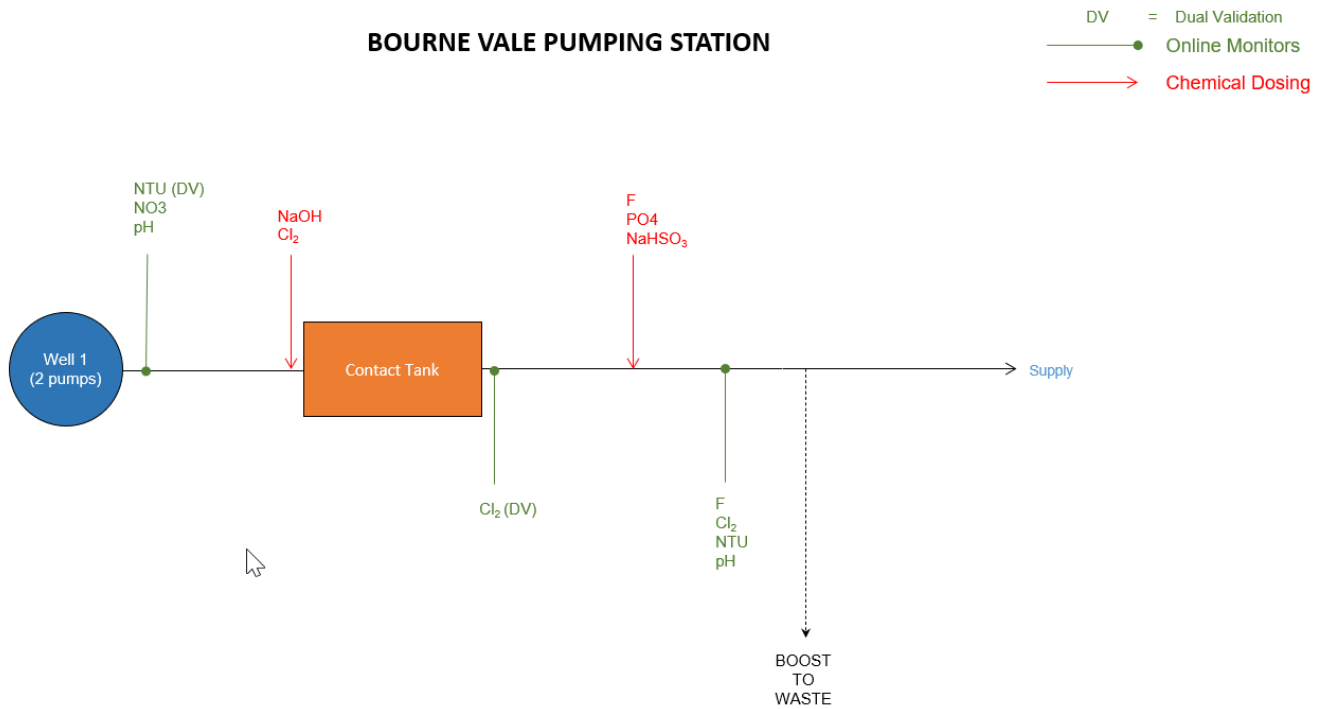 BOURNE VALE PUMPING STATION
DV = Dual Validation
Online Monitors
Chemical Dosing
NTU (DV)
NO3
pH
NaOH
Cl₂
F
PO4
NaHSO₃
Well 1
(2 pumps)
Contact Tank
Supply
Cl₂ (DV)
F
Cl₂
NTU
pH
BOOST
TO
WASTE